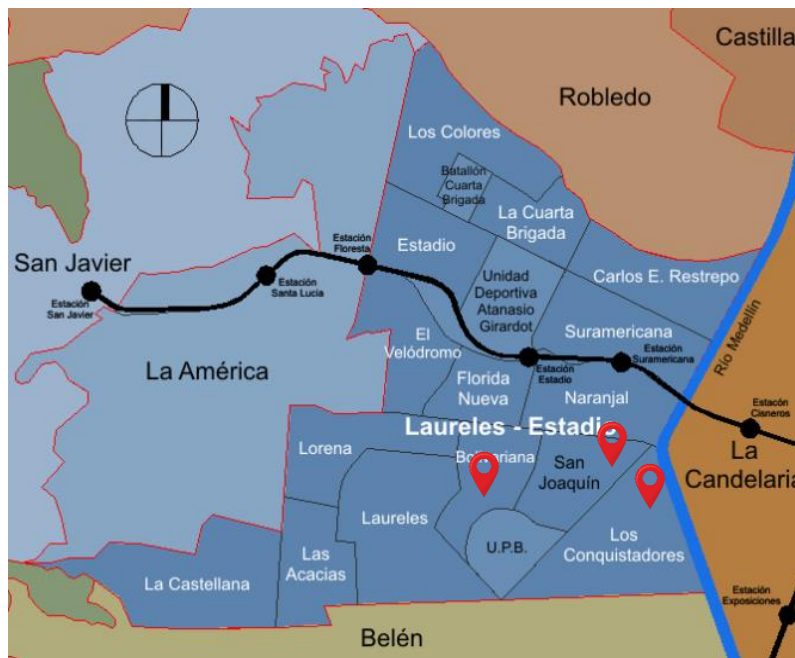 Castilla
Robledo
Los Colores
Batallón
Cuarta
Brigada
La Cuarta
Brigada
Estación
Floresta
Estadio
San Javier
Estación
San Javier
Estación
Santa Lucia
Unidad
Deportiva
Atanasio
Girardot
Carlos E. Restrepo
Río Medellín
El
Velódromo
Suramericana
Estación
Suramericana
La América
Estación
Estadio
Florida
Nueva
Naranjal
Estacón
Cisneros
Laureles - Estadio
La
Candelaria
Lorena
Bolivariana
San
Joaquín
Laureles
Los
Conquistadores
U.P.B.
Las
Acacias
La Castellana
Estación
Exposiciones
Belén